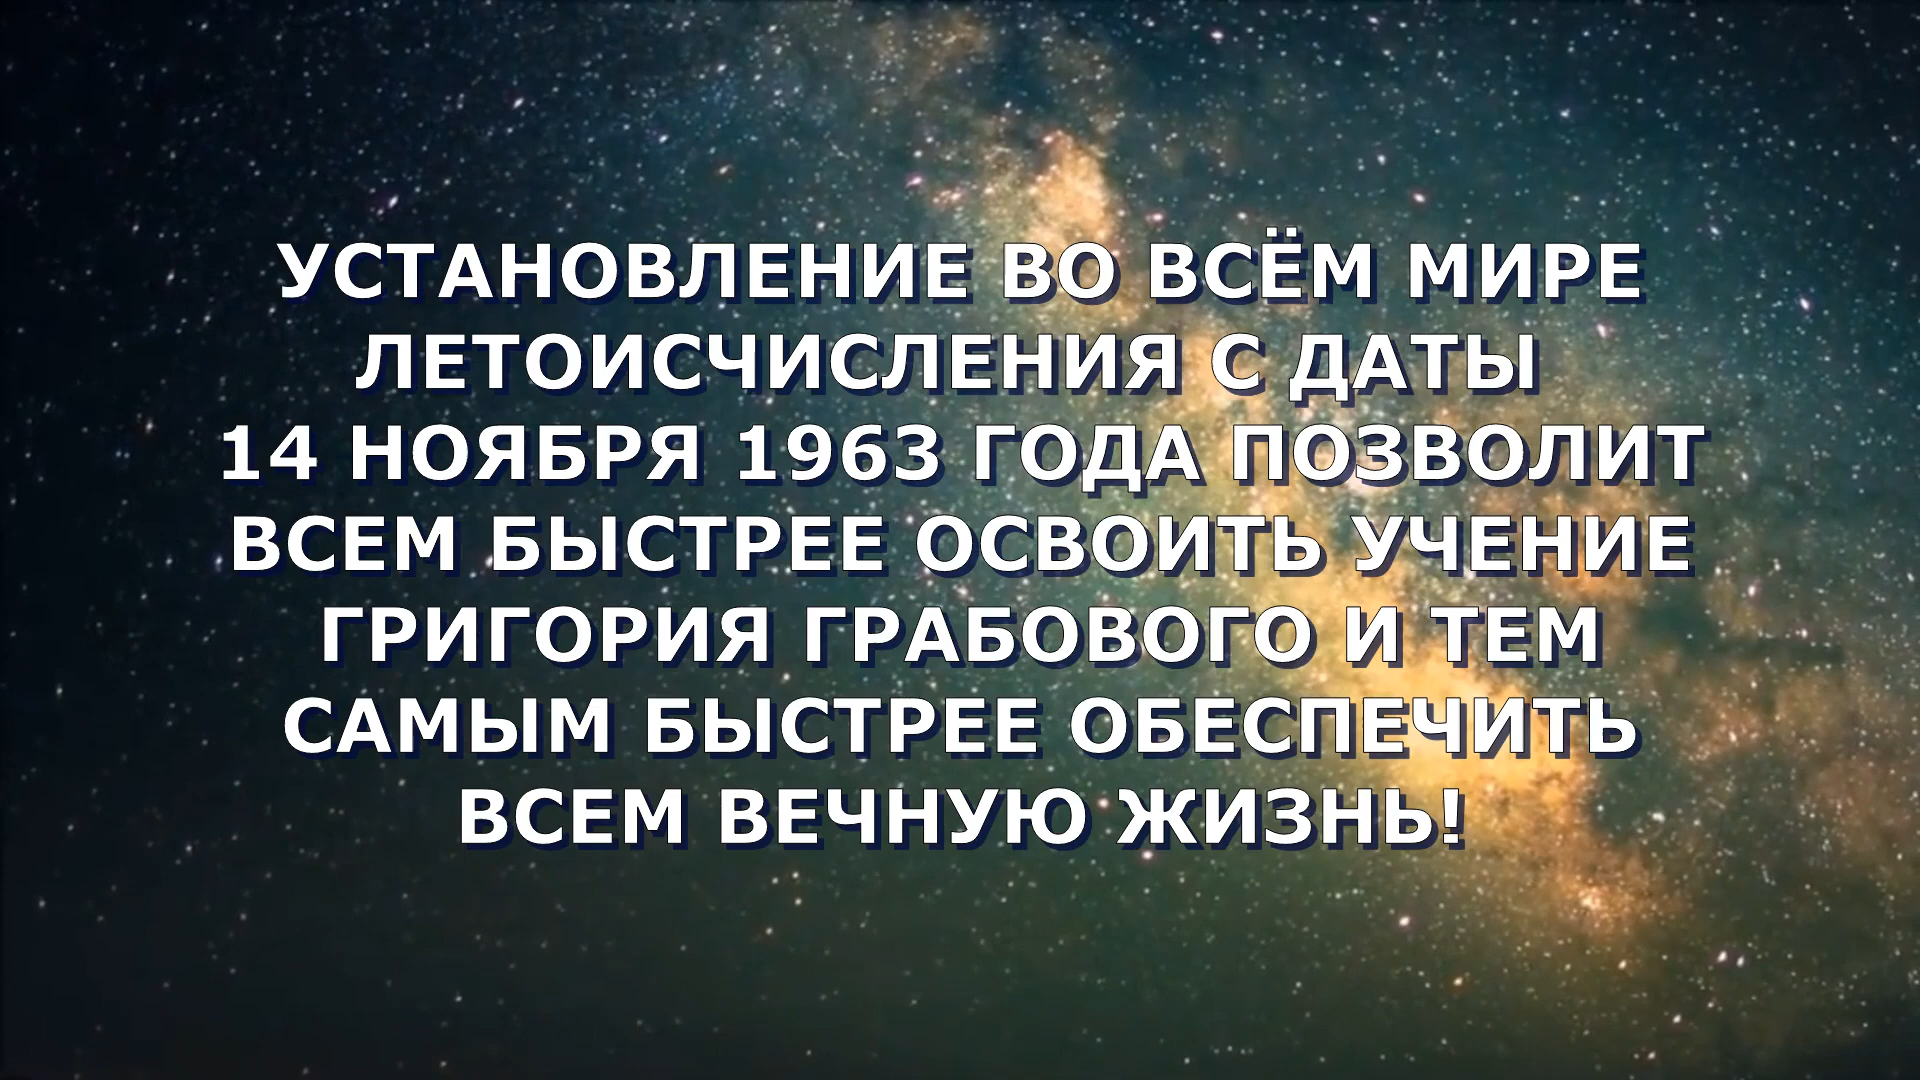 УСТАНОВЛЕНИЕ ВО ВСЁМ МИРЕ
ЛЕТОИСЧИСЛЕНИЯ С ДАТЫ
14 НОЯБРЯ 1963 ГОДА ПОЗВОЛИТ
ВСЕМ БЫСТРЕЕ ОСВОИТЬ УЧЕНИЕ
ГРИГОРИЯ ГРАБОВОГО И ТЕМ
САМЫМ БЫСТРЕЕ ОБЕСПЕЧИТЬ
ВСЕМ ВЕЧНУЮ ЖИЗНЬ!